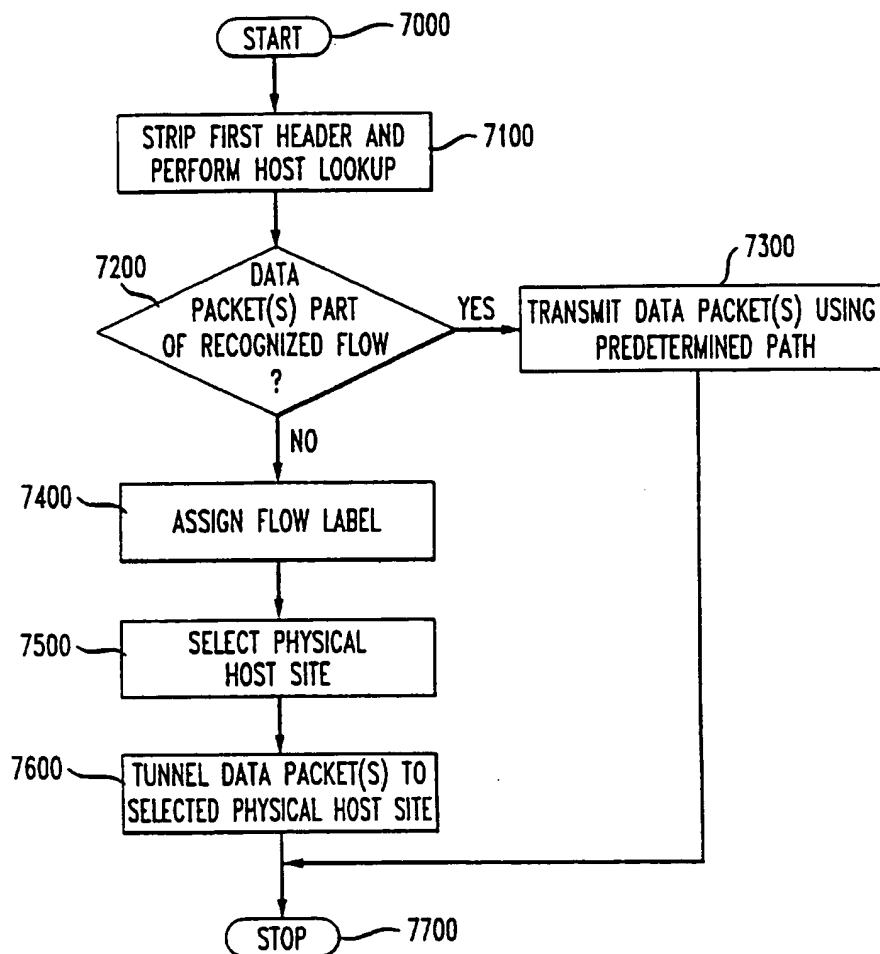 START
7000
STRIP FIRST HEADER AND
PERFORM HOST LOOKUP
7100
7200
DATA
PACKET(S) PART
OF RECOGNIZED FLOW
?
YES
7300
TRANSMIT DATA PACKET(S) USING
PREDETERMINED PATH
NO
7400
ASSIGN FLOW LABEL
7500
SELECT PHYSICAL
HOST SITE
7600
TUNNEL DATA PACKET(S) TO
SELECTED PHYSICAL HOST SITE
STOP
7700